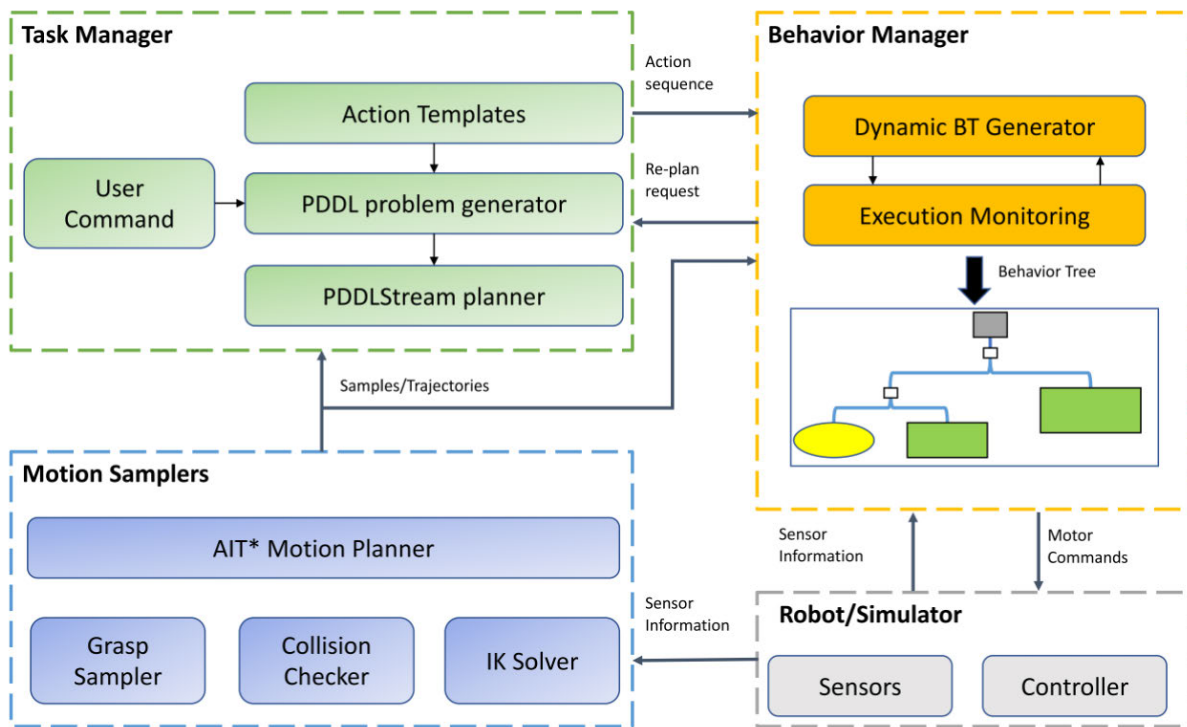 Task Manager
Action Templates
User
Command
PDDL problem generator
PDDLStream planner
Action
sequence
Re-plan
request
Samples/Trajectories
Behavior Manager
Dynamic BT Generator
Execution Monitoring
Behavior Tree
Motion Samplers
AIT* Motion Planner
Grasp
Sampler
Collision
Checker
IK Solver
Sensor
Information
Sensor
Information
Motor
Commands
Robot/Simulator
Sensors
Controller